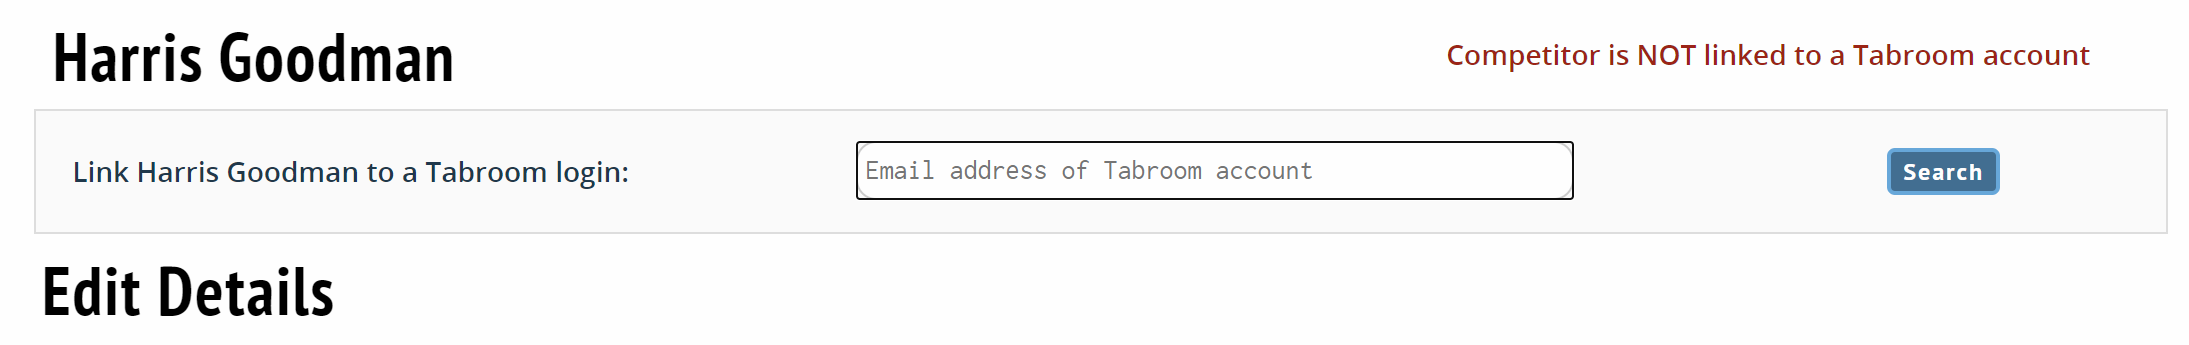 Harris Goodman
Competitor is NOT linked to a Tabroom account
Link Harris Goodman to a Tabroom login:
Email address of Tabroom account
Search
Edit Details